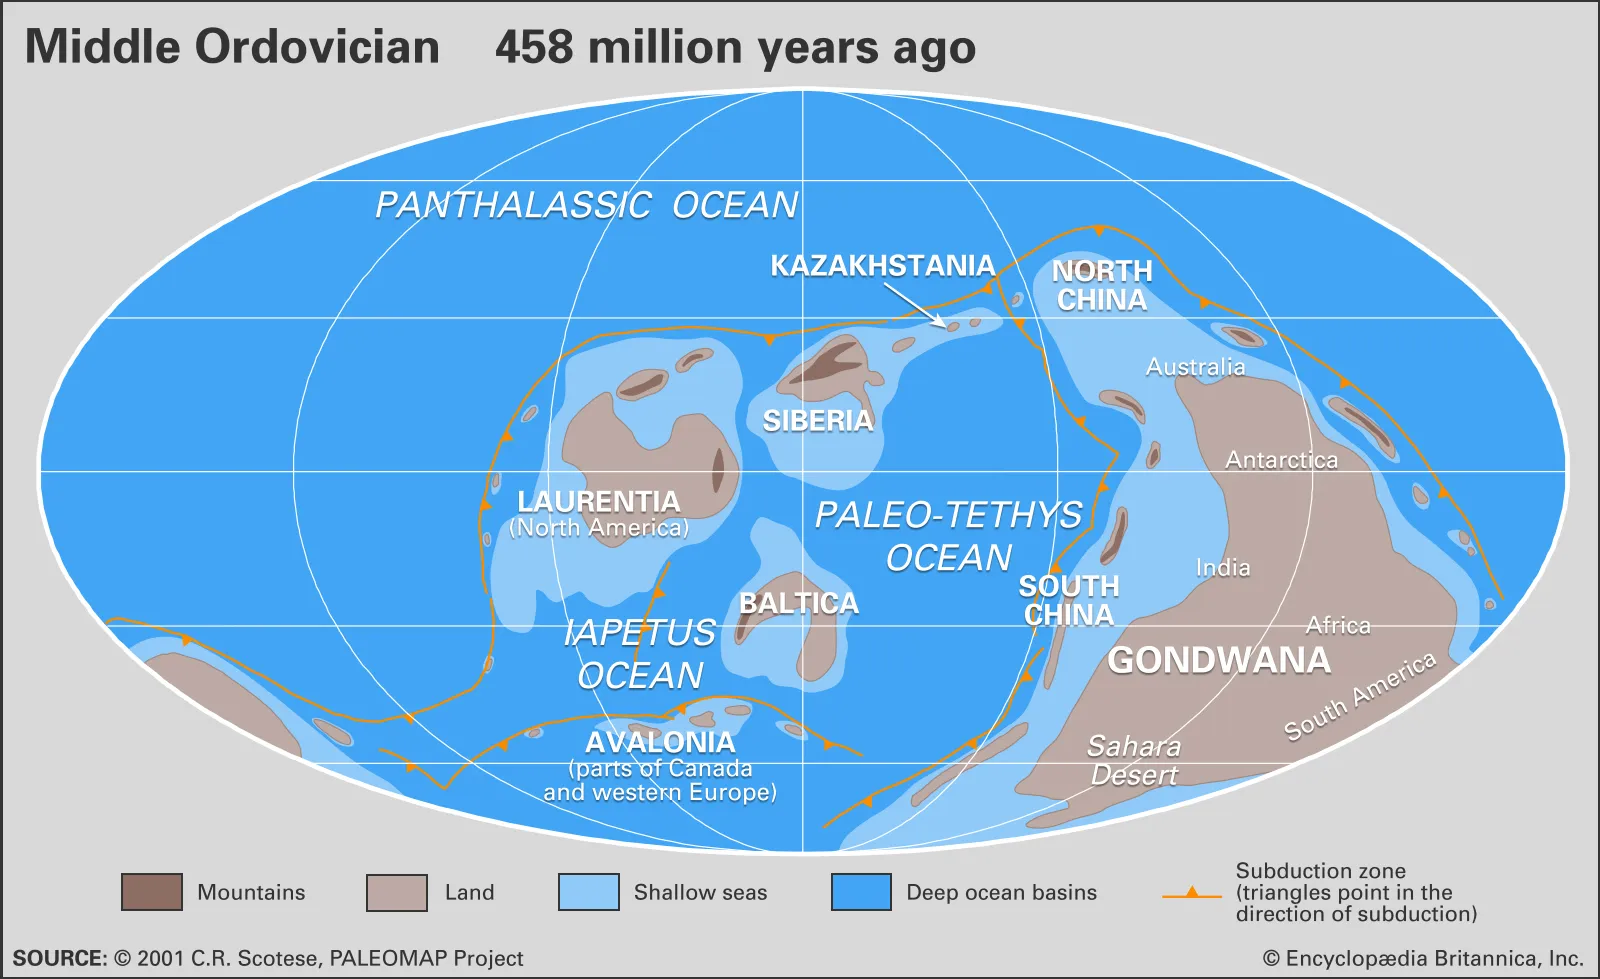 Middle Ordovician 458 million years ago
PANTHALASSIC OCEAN
KAZAKHSTANIA
NORTH
CHINA
Australia
SIBERIA
Antarctica
LAURENTIA
(North America)
PALEO-TETHYS
OCEAN
India
SOUTH
CHINA
BALTICA
Africa
IAPETUS
OCEAN
GONDWANA
South America
AVALONIA
(parts of Canada
and western Europe)
Sahara
Desert
Mountains
Land
Shallow seas
Deep ocean basins
Subduction zone
(triangles point in the
direction of subduction)
SOURCE: © 2001 C.R. Scotese, PALEOMAP Project
© Encyclopædia Britannica, Inc.